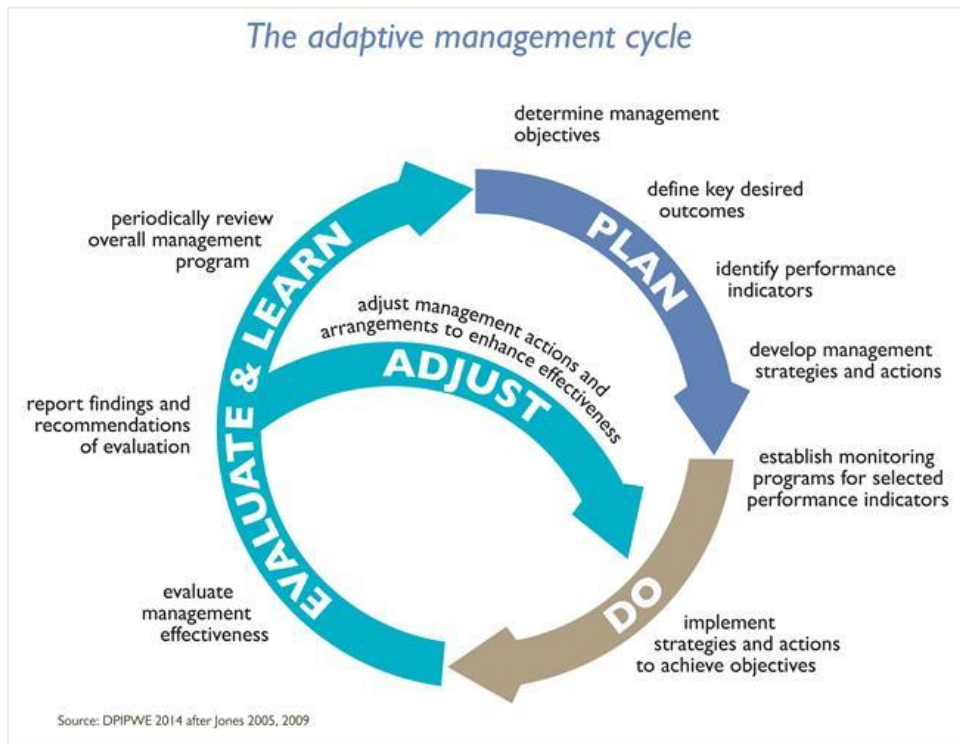 The adaptive management cycle
determine management
objectives
define key desired
outcomes
PLAN
identify performance
indicators
develop management
strategies and actions
establish monitoring
programs for selected
performance indicators
DO
implement
strategies and actions
to achieve objectives
evaluate
management
effectiveness
EVALUATE & LEARN
report findings and
recommendations
of evaluation
periodically review
overall management
program
adjust management actions and
arrangements to enhance effectiveness
ADJUST
Source: DPIPWE 2014 after Jones 2005, 2009